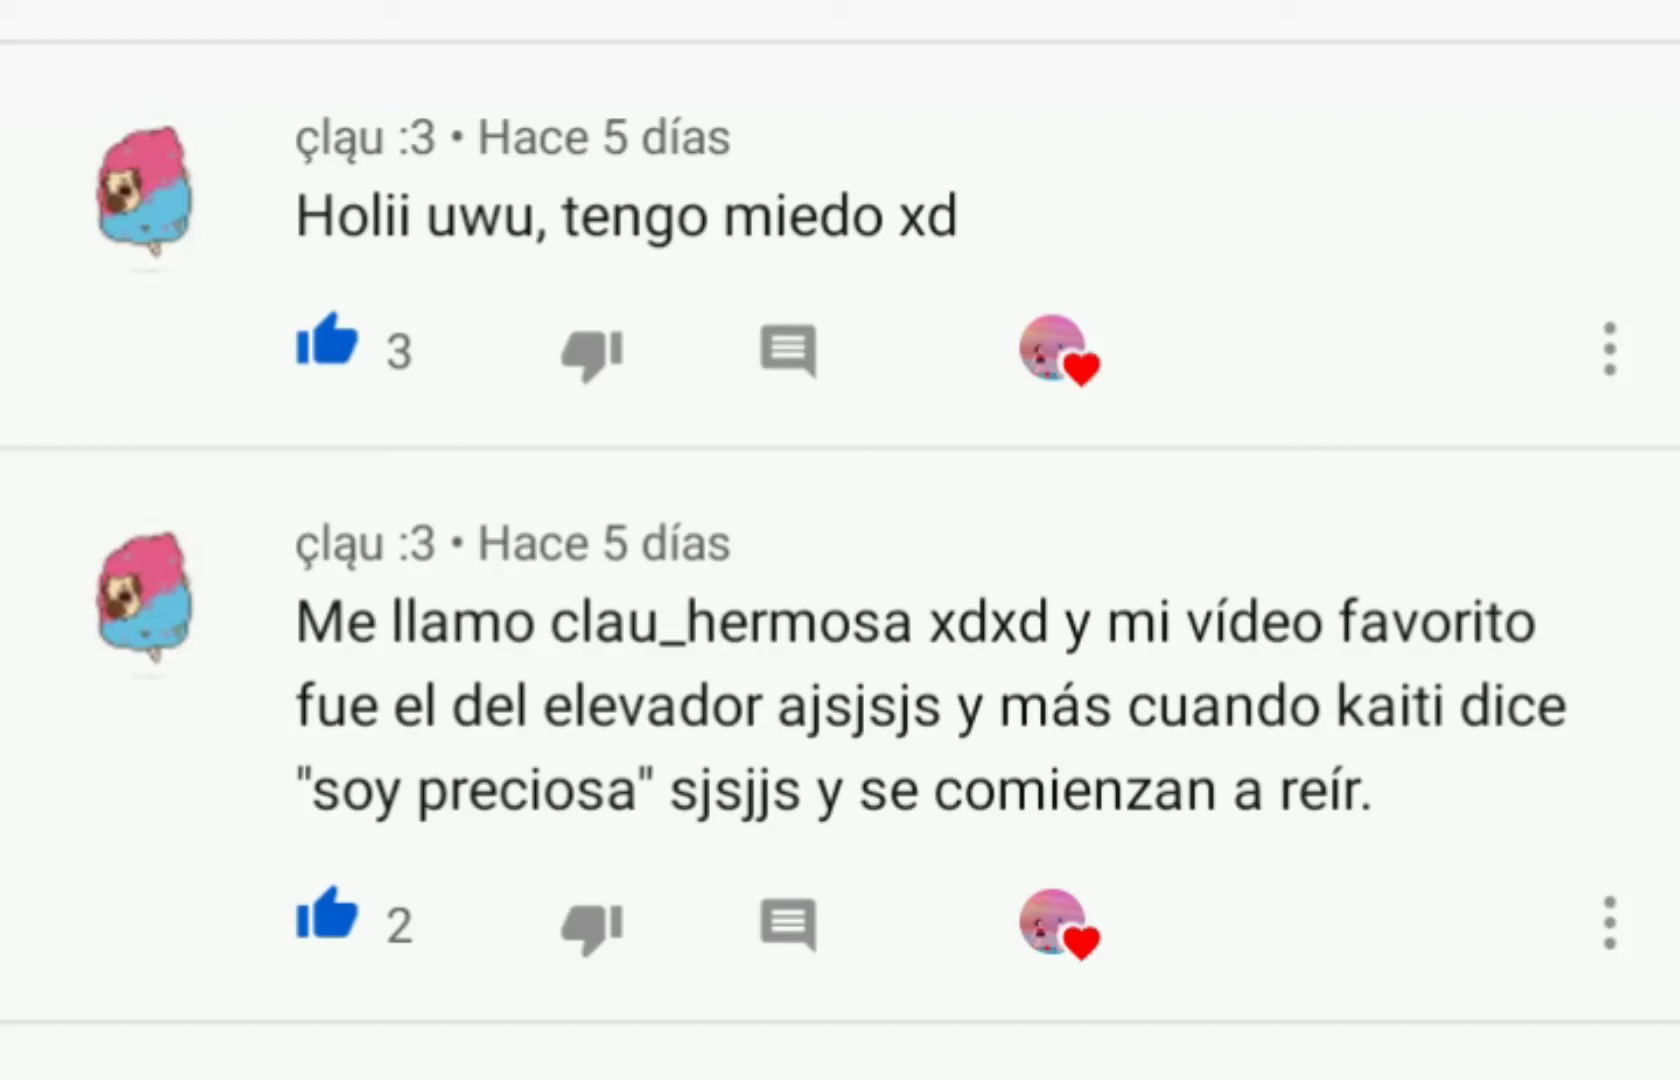 çląu :3 • Hace 5 días
Holii uwu, tengo miedo xd
3
çląu :3 • Hace 5 días
Me llamo clau_hermosa xdxd y mi vídeo favorito
fue el del elevador ajsjsjs y más cuando kaiti dice
"soy preciosa" sjsjjs y se comienzan a reír.
2